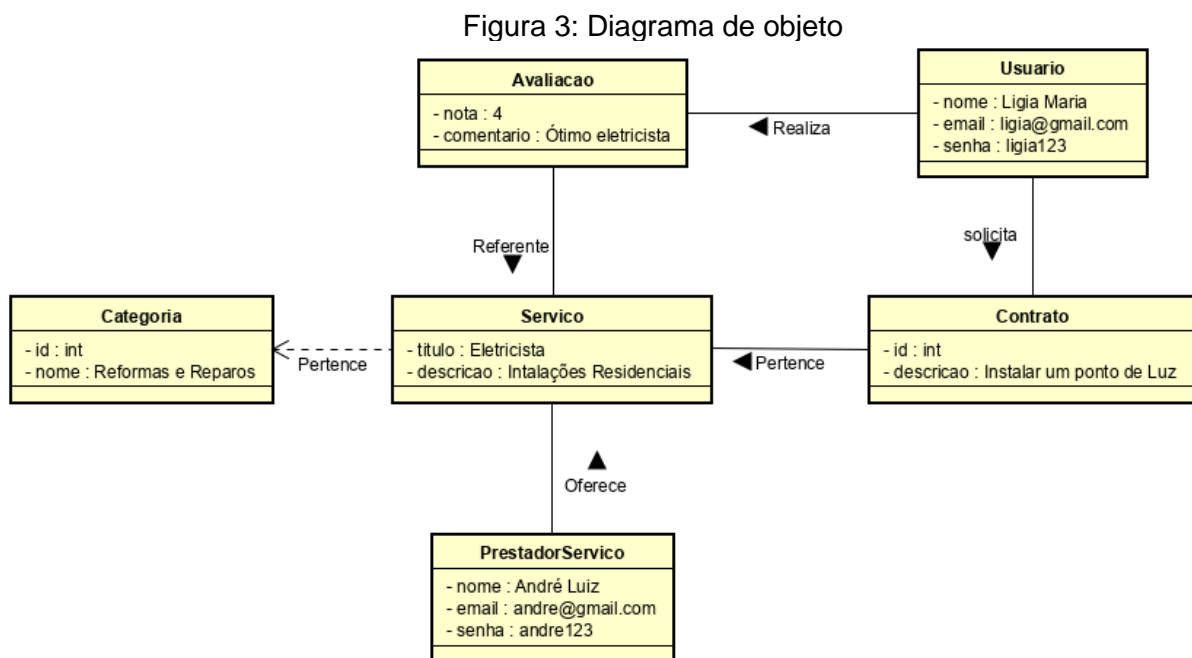 Figura 3: Diagrama de objeto
Avaliacao
- nota : 4
- comentario : Ótimo eletricista
Realiza
Usuario
- nome : Ligia Maria
- email : ligia@gmail.com
- senha : ligia123
Referente
solicita
Categoria
- id : int
- nome : Reformas e Reparos
Pertence
Servico
- titulo : Eletricista
- descricao : Intalações Residenciais
Pertence
Contrato
- id : int
- descricao : Instalar um ponto de Luz
Oferece
PrestadorServico
- nome : André Luiz
- email : andre@gmail.com
- senha : andre123